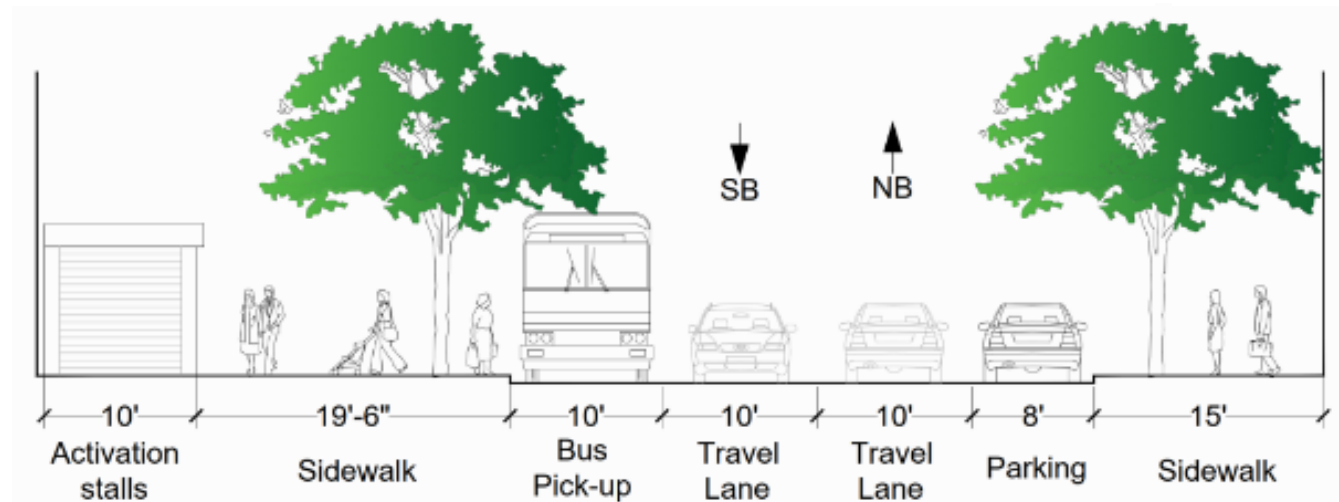 SB
NB
10'
19'-6"
10'
10'
10'
8'
15'
Activation
stalls
Sidewalk
Bus
Pick-up
Travel
Lane
Travel
Lane
Parking
Sidewalk